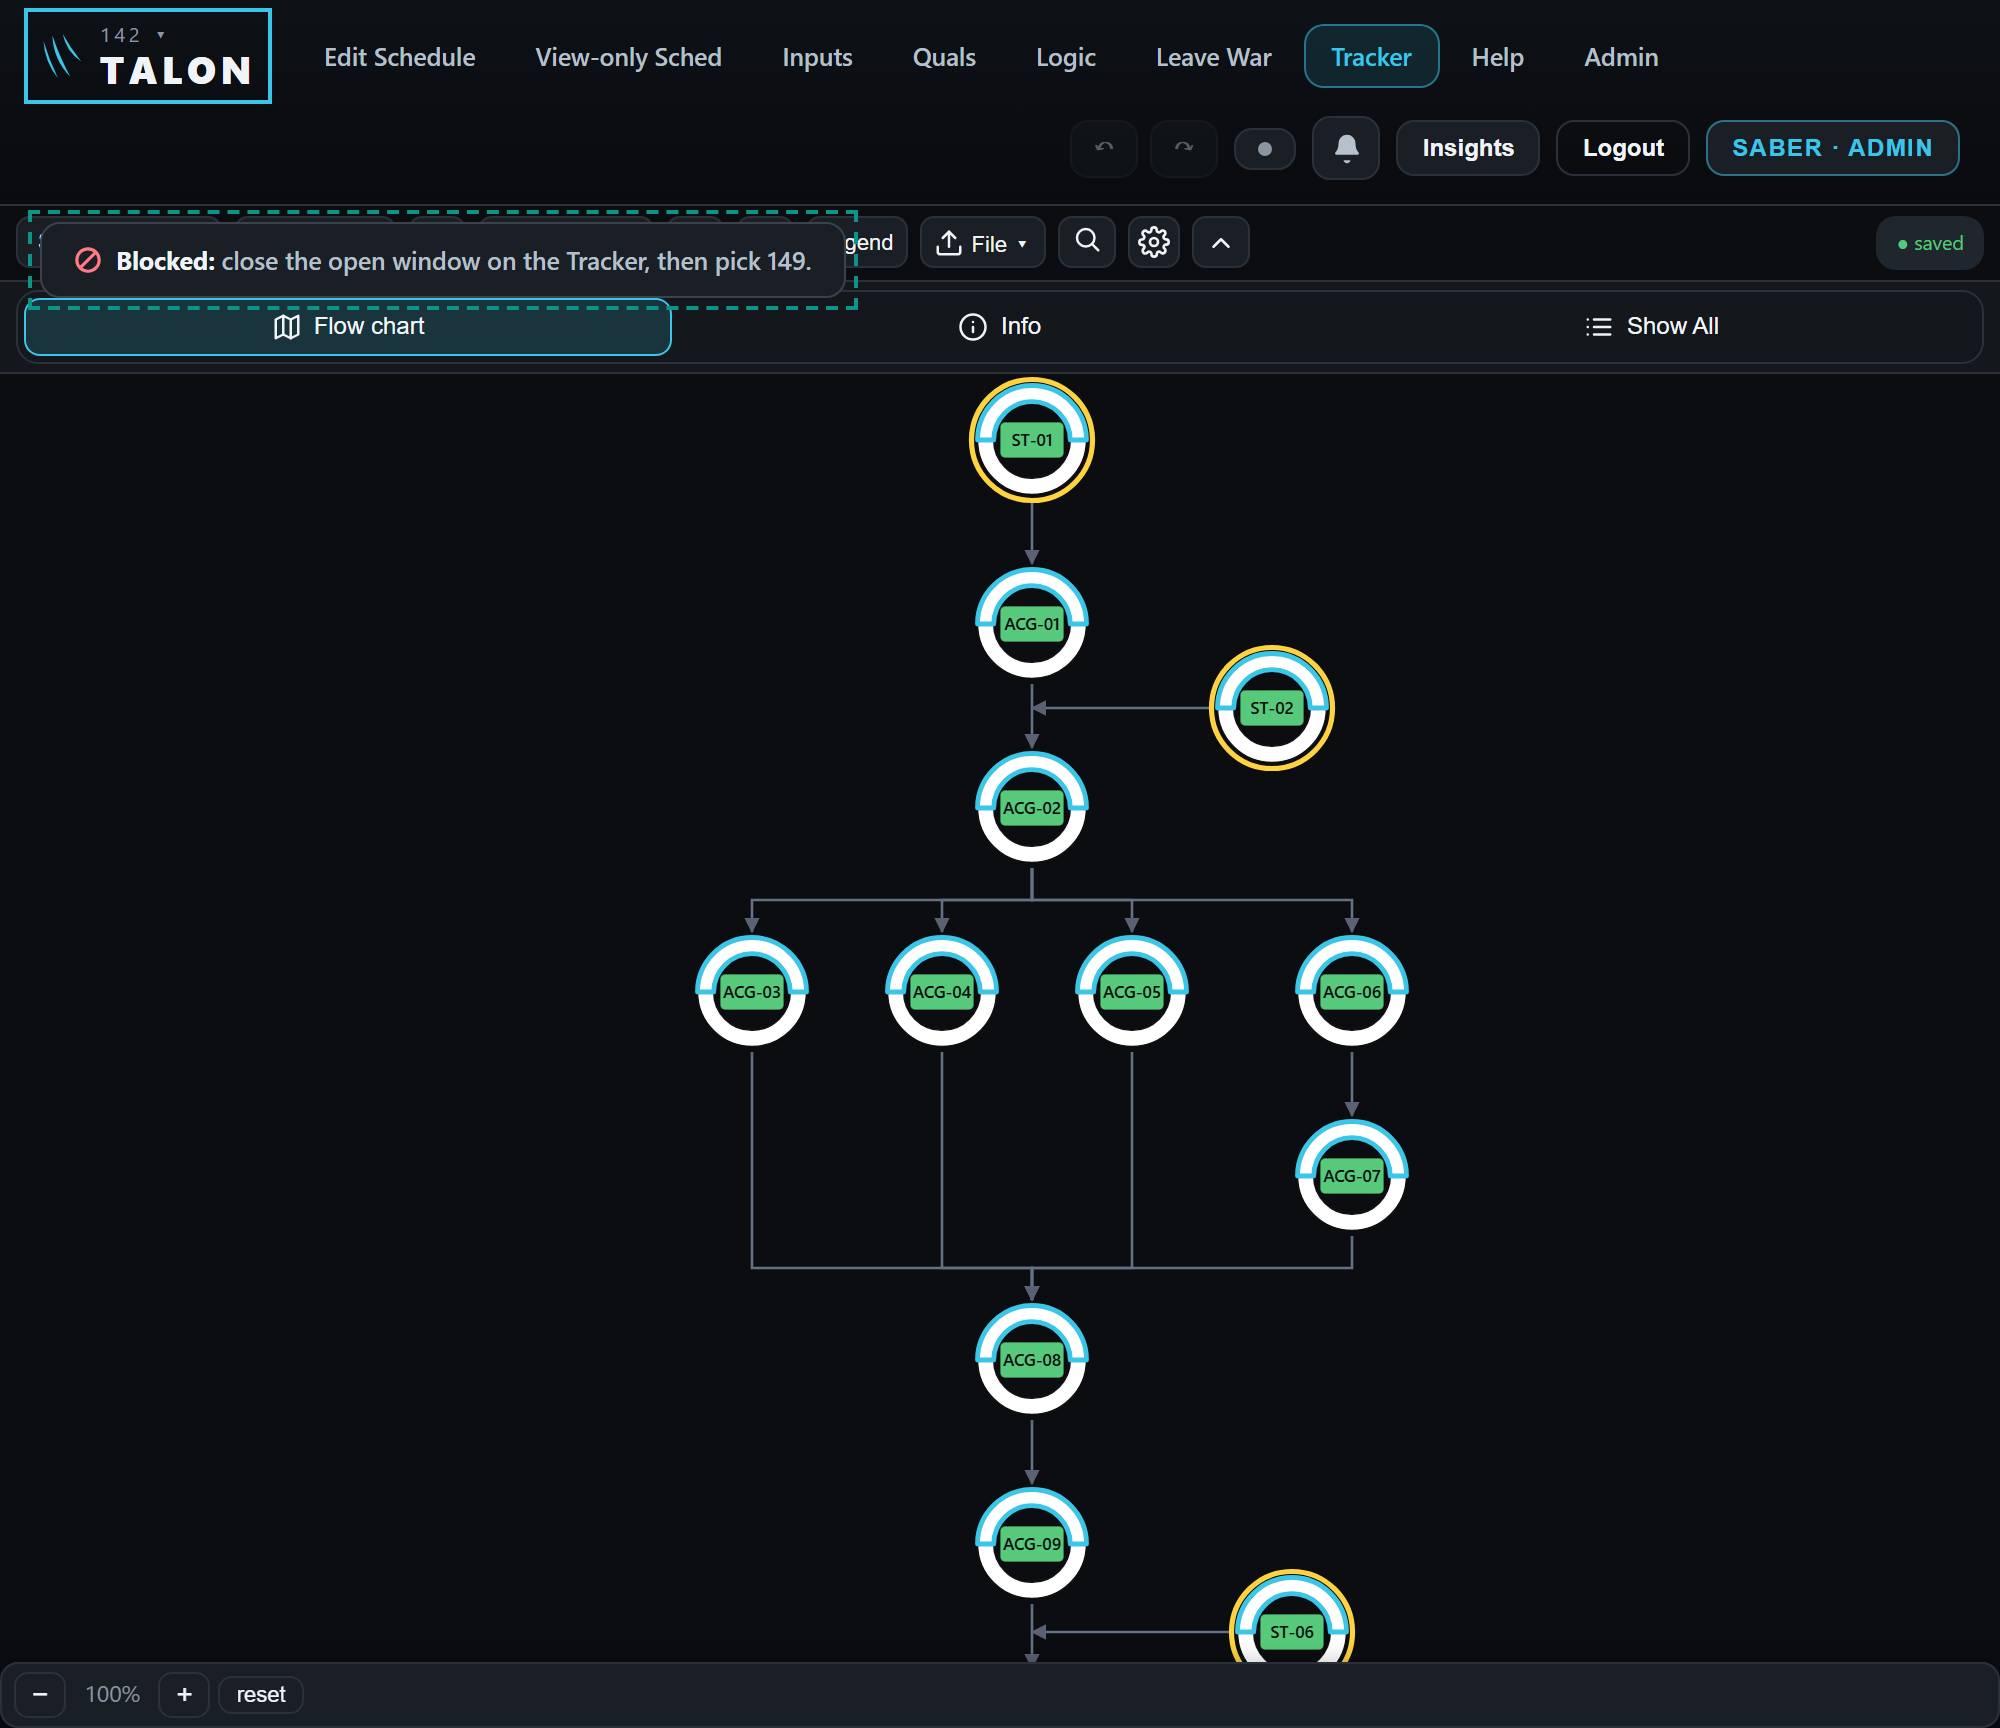 142 ▾
TALON
Edit Schedule
View-only Sched
Inputs
Quals
Logic
Leave War
Tracker
Help
Admin
Insights
Logout
SABER · ADMIN
Blocked: close the open window on the Tracker, then pick 149.
gend
File ▾
saved
Flow chart
Info
Show All
ST-01
ACG-01
ST-02
ACG-02
ACG-03
ACG-04
ACG-05
ACG-06
ACG-07
ACG-08
ACG-09
ST-06
− 100% + reset